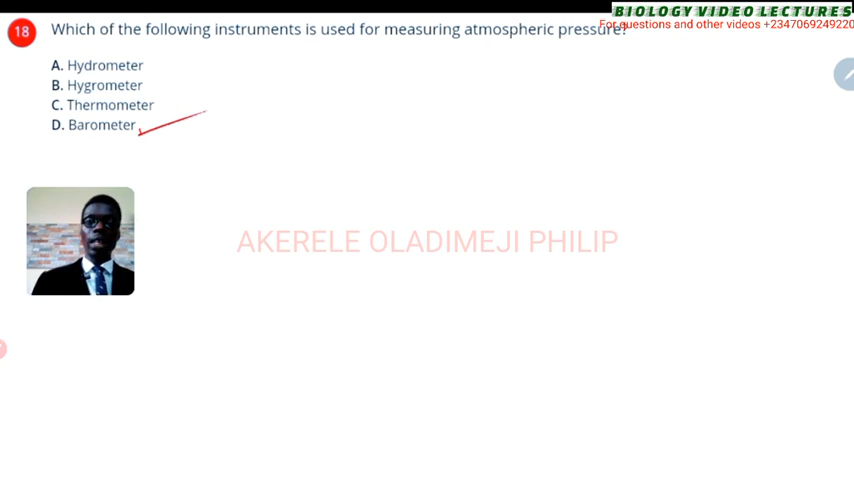 BIOLOGY VIDEO LECTURES
For questions and other videos +2347069249220
18 Which of the following instruments is used for measuring atmospheric pressure?
A. Hydrometer
B. Hygrometer
C. Thermometer
D. Barometer
AKERELE OLADIMEJI PHILIP